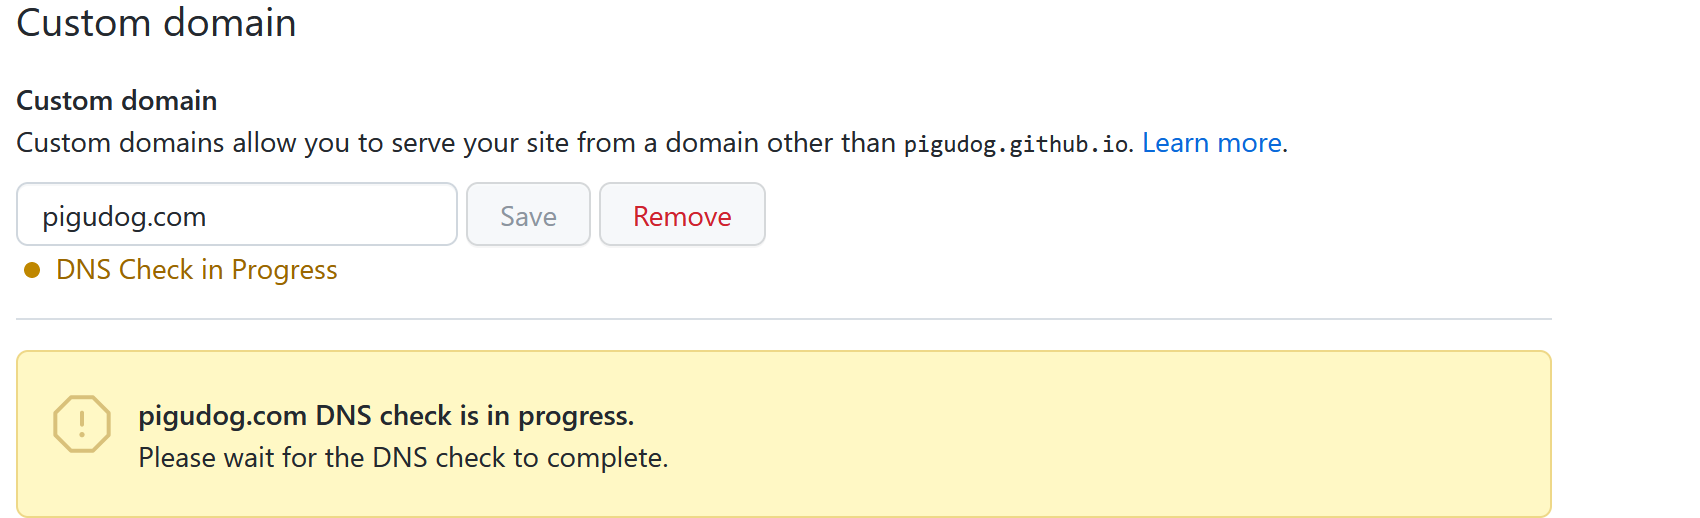 Custom domain
Custom domain
Custom domains allow you to serve your site from a domain other than pigudog.github.io. Learn more.
pigudog.com Save Remove
DNS Check in Progress
pigudog.com DNS check is in progress.
Please wait for the DNS check to complete.